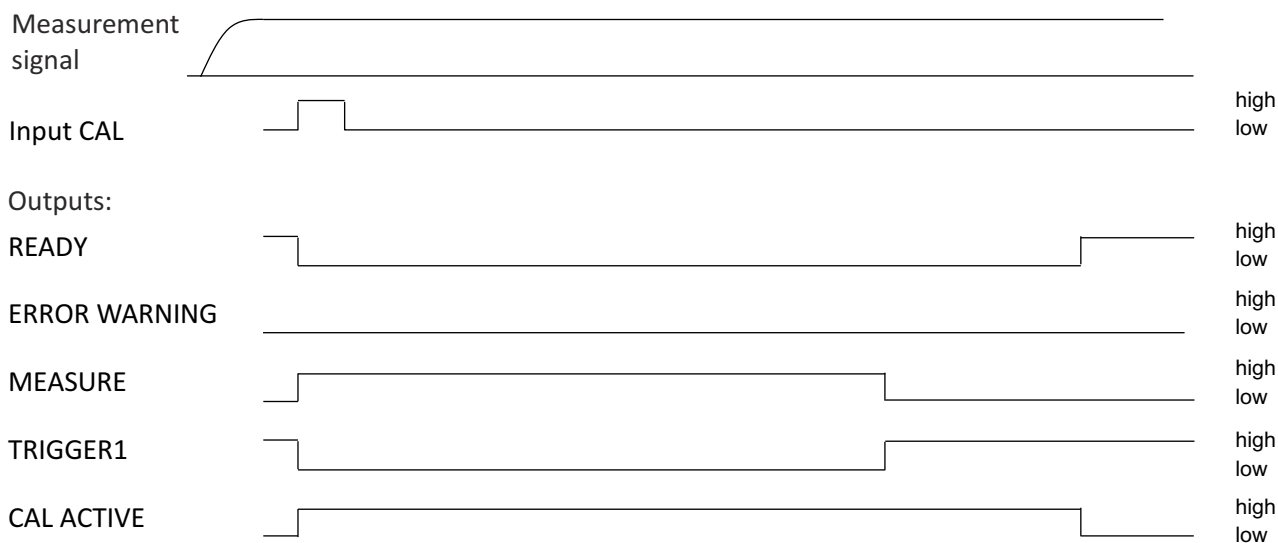 Measurement
signal
high
Input CAL
low
Outputs:
high
READY
low
high
ERROR WARNING
low
high
MEASURE
low
high
TRIGGER1
low
high
CAL ACTIVE
low